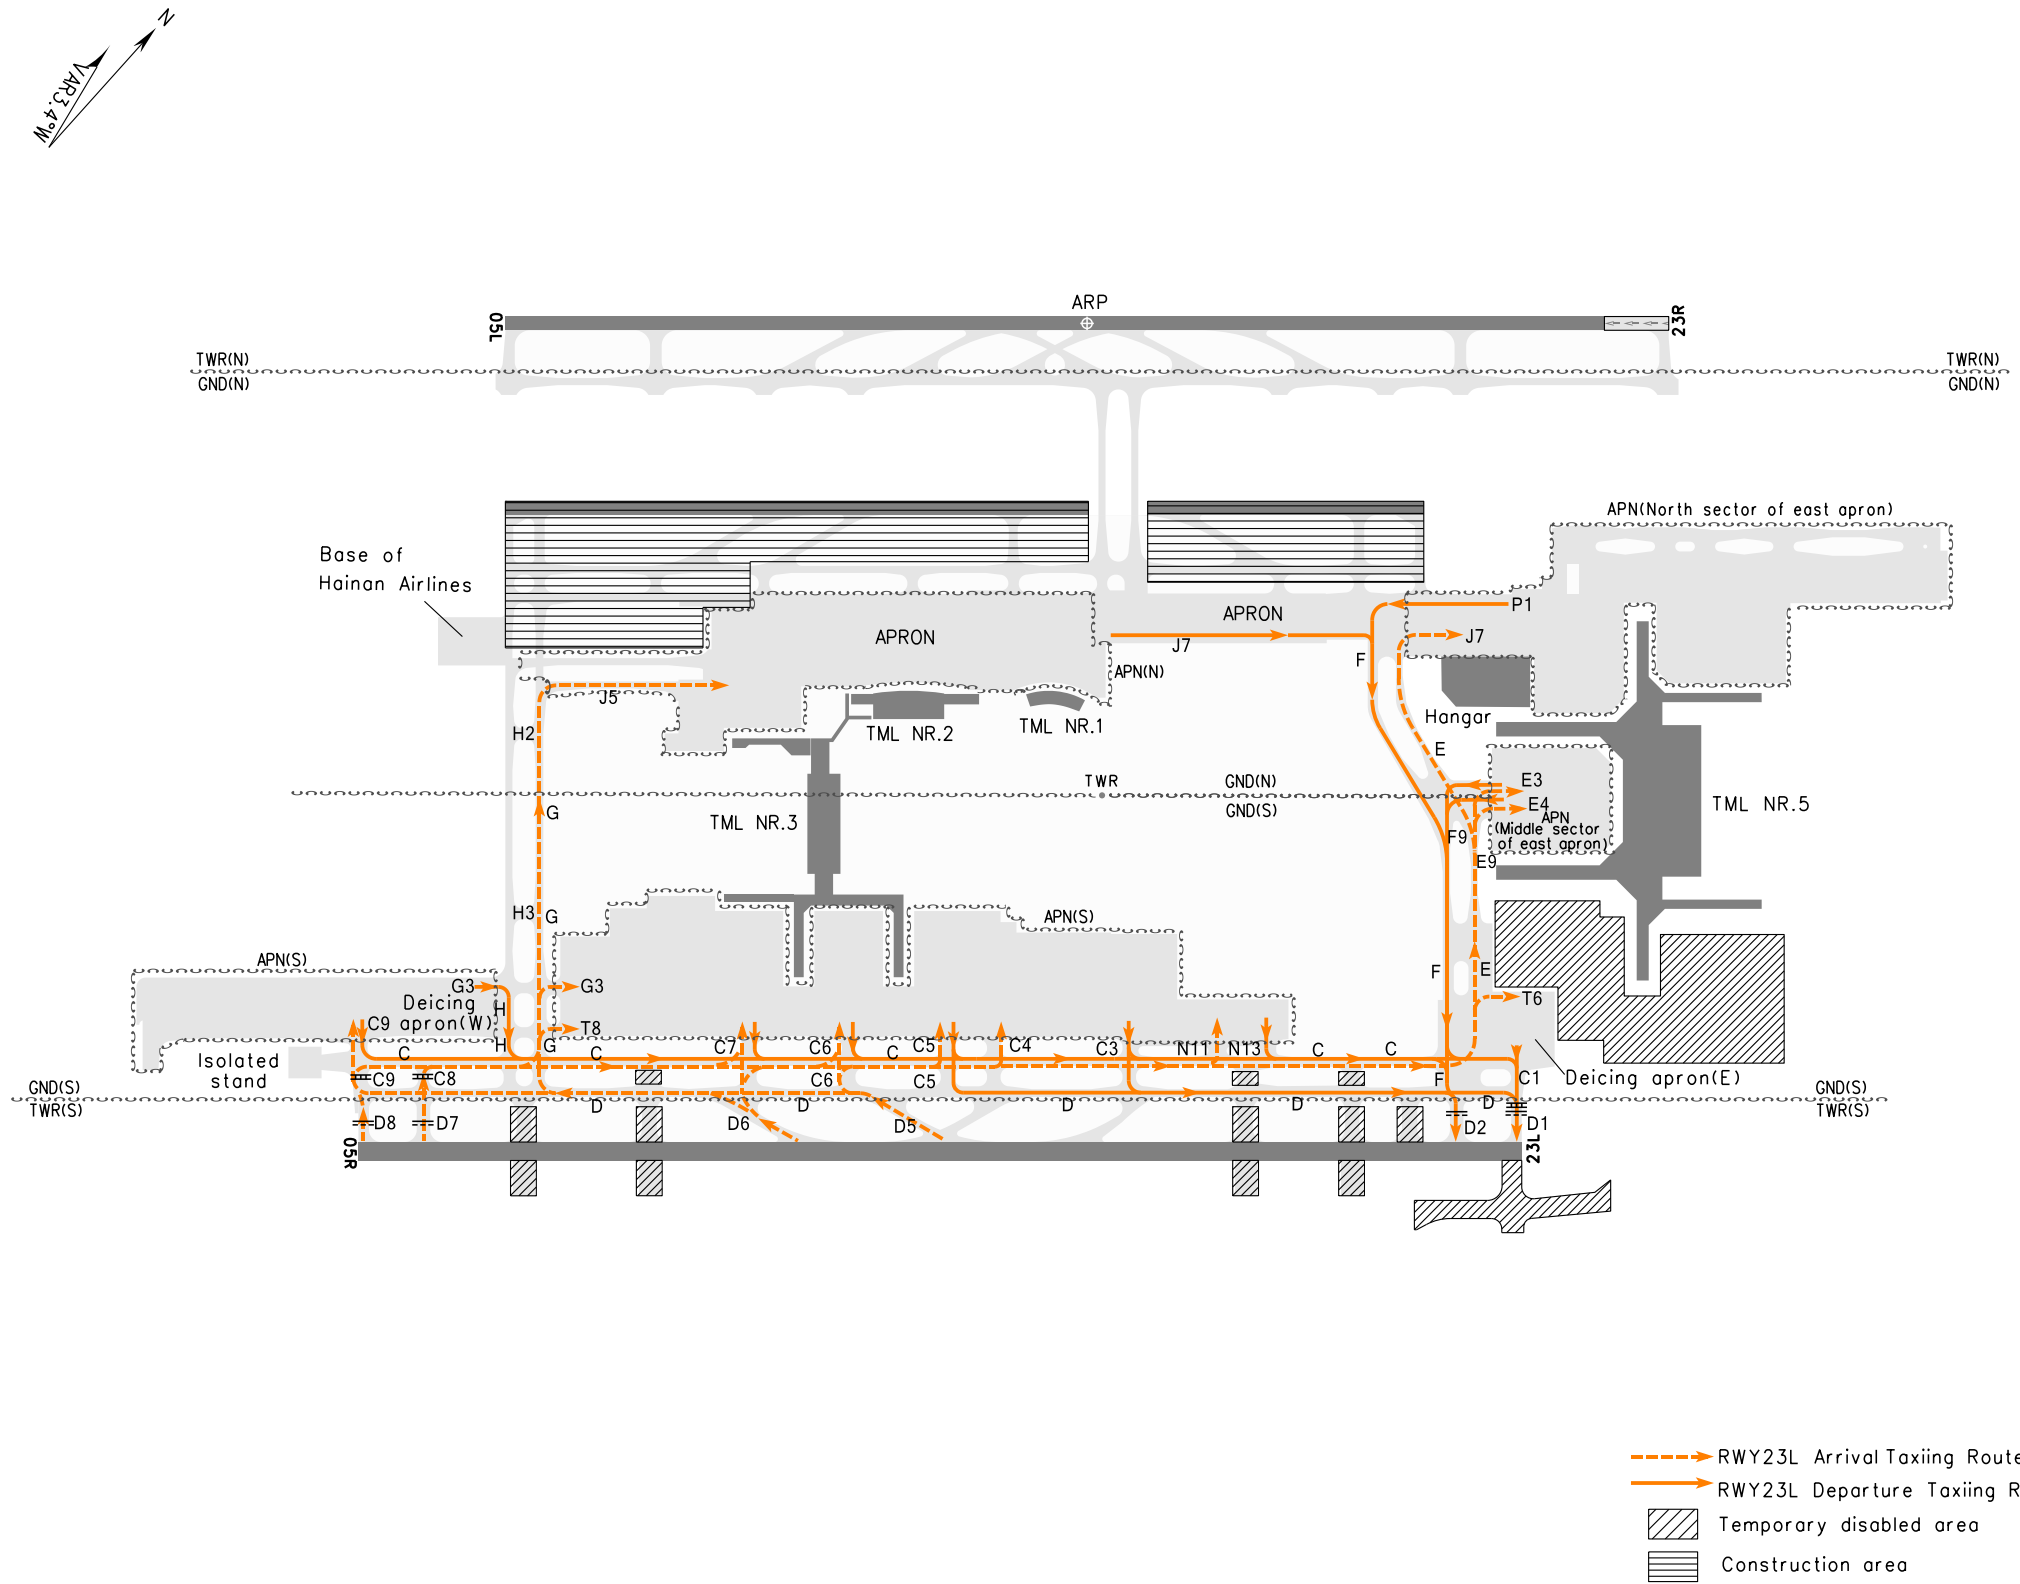 N
VAR3.4°W
ARP
05L
23R
TWR(N)
GND(N)
TWR(N)
GND(N)
APN(North sector of east apron)
Base of
Hainan Airlines
APRON
APRON
P1
J7
J7
F
APN(N)
J5
H2
TML NR.2
TML NR.1
Hangar
E
TWR
GND(N)
GND(S)
E3
E4
APN
(Middle sector
of east apron)
TML NR.5
TML NR.3
G
F9
E9
H3
G
APN(S)
APN(S)
F
E
G3
G3
Deicing
apron(W)
H
C9
T8
T6
H
G
C
C
C7
C6
C
C5
C4
C3
N11
N13
C
C
Isolated
stand
C9
C8
C6
C5
F
C1
Deicing apron(E)
GND(S)
TWR(S)
GND(S)
TWR(S)
D
D
D
D
D
D8
D7
D6
D5
D2
D1
05R
23L
RWY23L Arrival Taxiing Route
RWY23L Departure Taxiing R
Temporary disabled area
Construction area